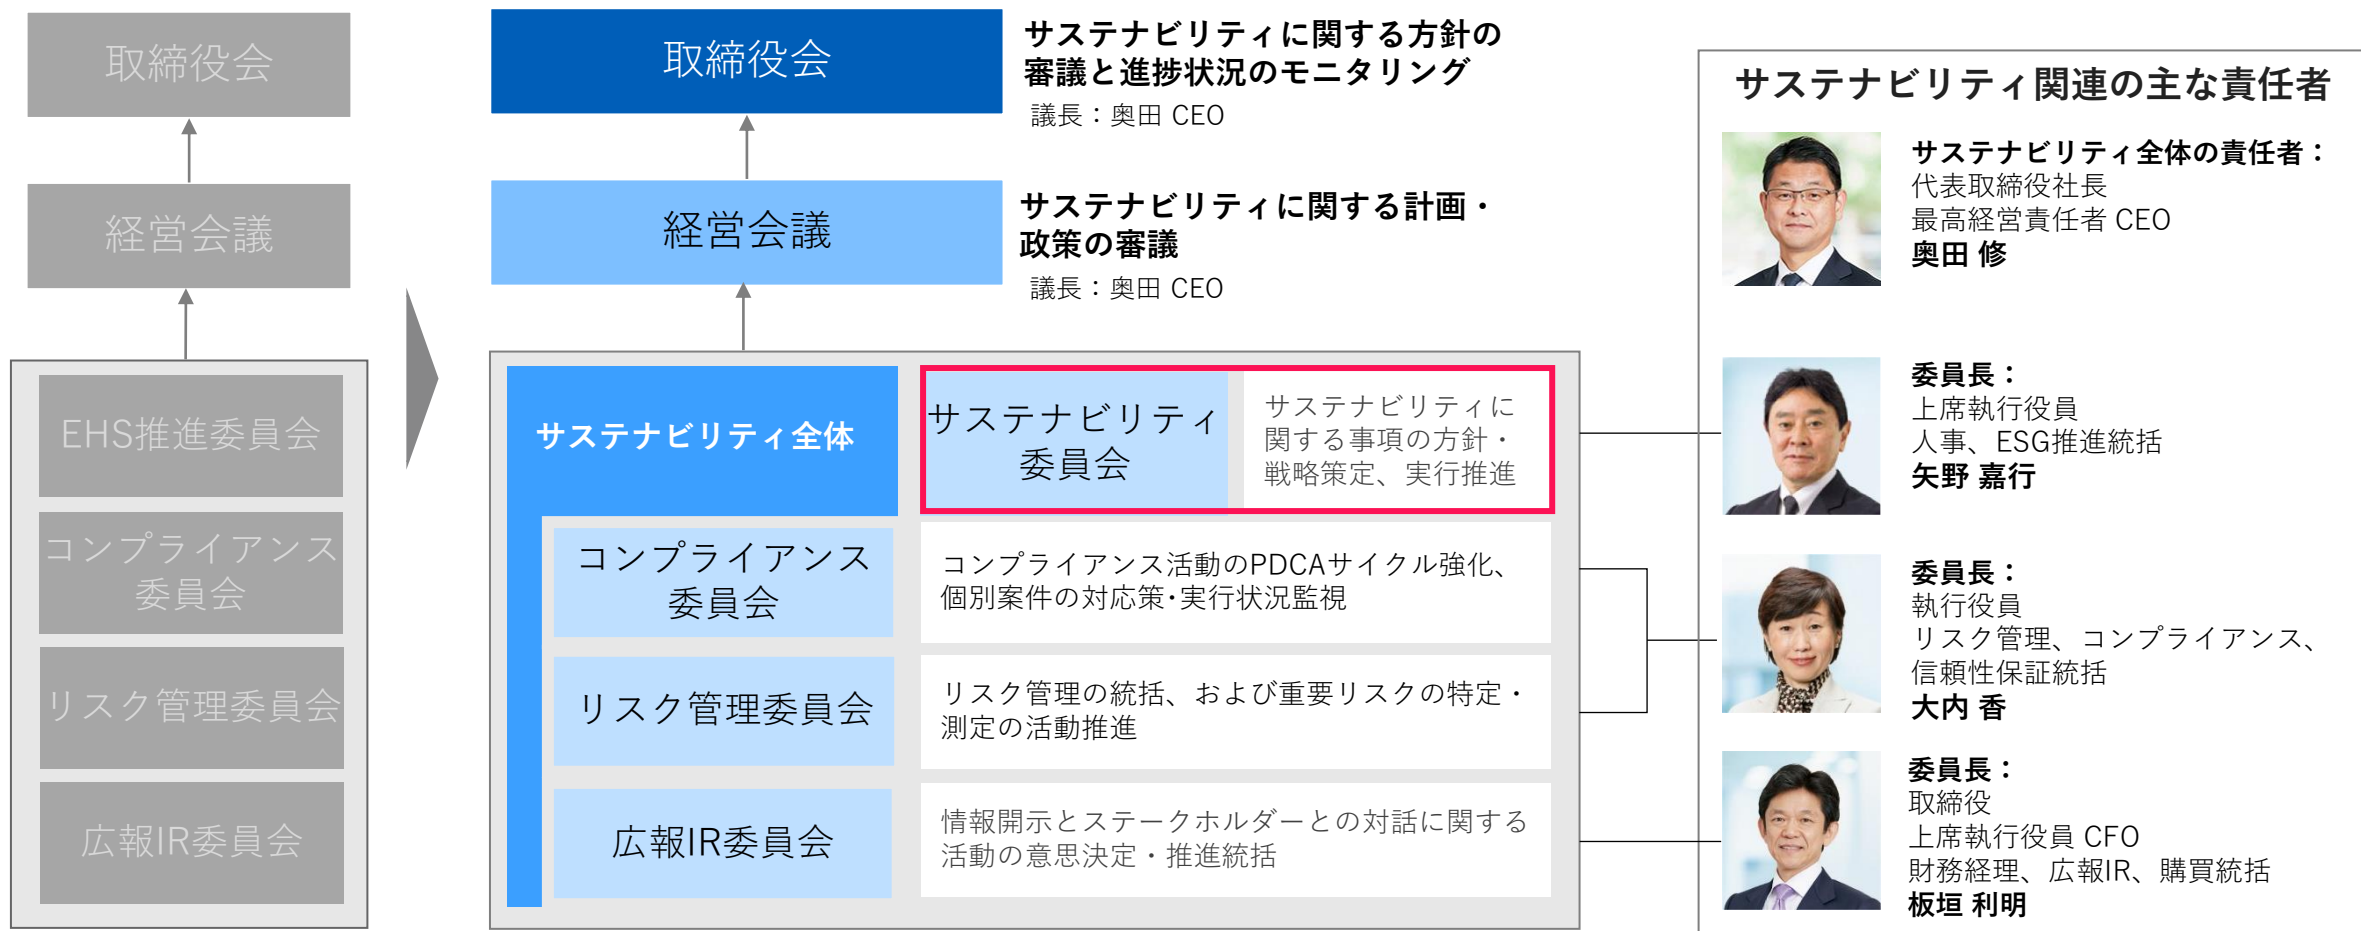 取締役会
経営会議
EHS推進委員会
コンプライアンス
委員会
リスク管理委員会
広報IR委員会
取締役会
サステナビリティに関する方針の
審議と進捗状況のモニタリング
議長：奥田 CEO
経営会議
サステナビリティに関する計画・
政策の審議
議長：奥田 CEO
サステナビリティ全体
サステナビリティ
委員会
サステナビリティに
関する事項の方針・
戦略策定、実行推進
コンプライアンス
委員会
コンプライアンス活動のPDCAサイクル強化、
個別案件の対応策･実行状況監視
リスク管理委員会
リスク管理の統括、および重要リスクの特定・
測定の活動推進
広報IR委員会
情報開示とステークホルダーとの対話に関する
活動の意思決定・推進統括
サステナビリティ関連の主な責任者
サステナビリティ全体の責任者：
代表取締役社長
最高経営責任者 CEO
奥田 修
委員長：
上席執行役員
人事、ESG推進統括
矢野 嘉行
委員長：
執行役員
リスク管理、コンプライアンス、
信頼性保証統括
大内 香
委員長：
取締役
上席執行役員 CFO
財務経理、広報IR、購買統括
板垣 利明